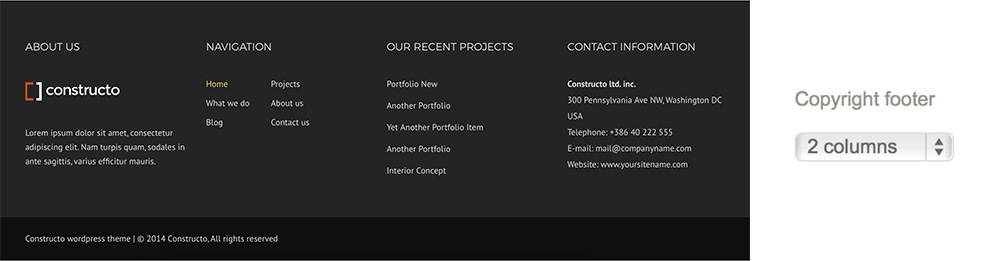 ABOUT US
constructo
Lorem ipsum dolor sit amet, consectetur
adipiscing elit. Nam turpis quam, sodales in
ante sagittis, varius efficitur mauris.
NAVIGATION
Home
What we do
Blog
Projects
About us
Contact us
OUR RECENT PROJECTS
Portfolio New
Another Portfolio
Yet Another Portfolio Item
Another Portfolio
Interior Concept
CONTACT INFORMATION
Constructo ltd. inc.
300 Pennsylvania Ave NW, Washington DC
USA
Telephone: +386 40 222 555
E-mail: mail@companyname.com
Website: www.yoursitename.com
Constructo wordpress theme | © 2014 Constructo, All rights reserved
Copyright footer
2 columns